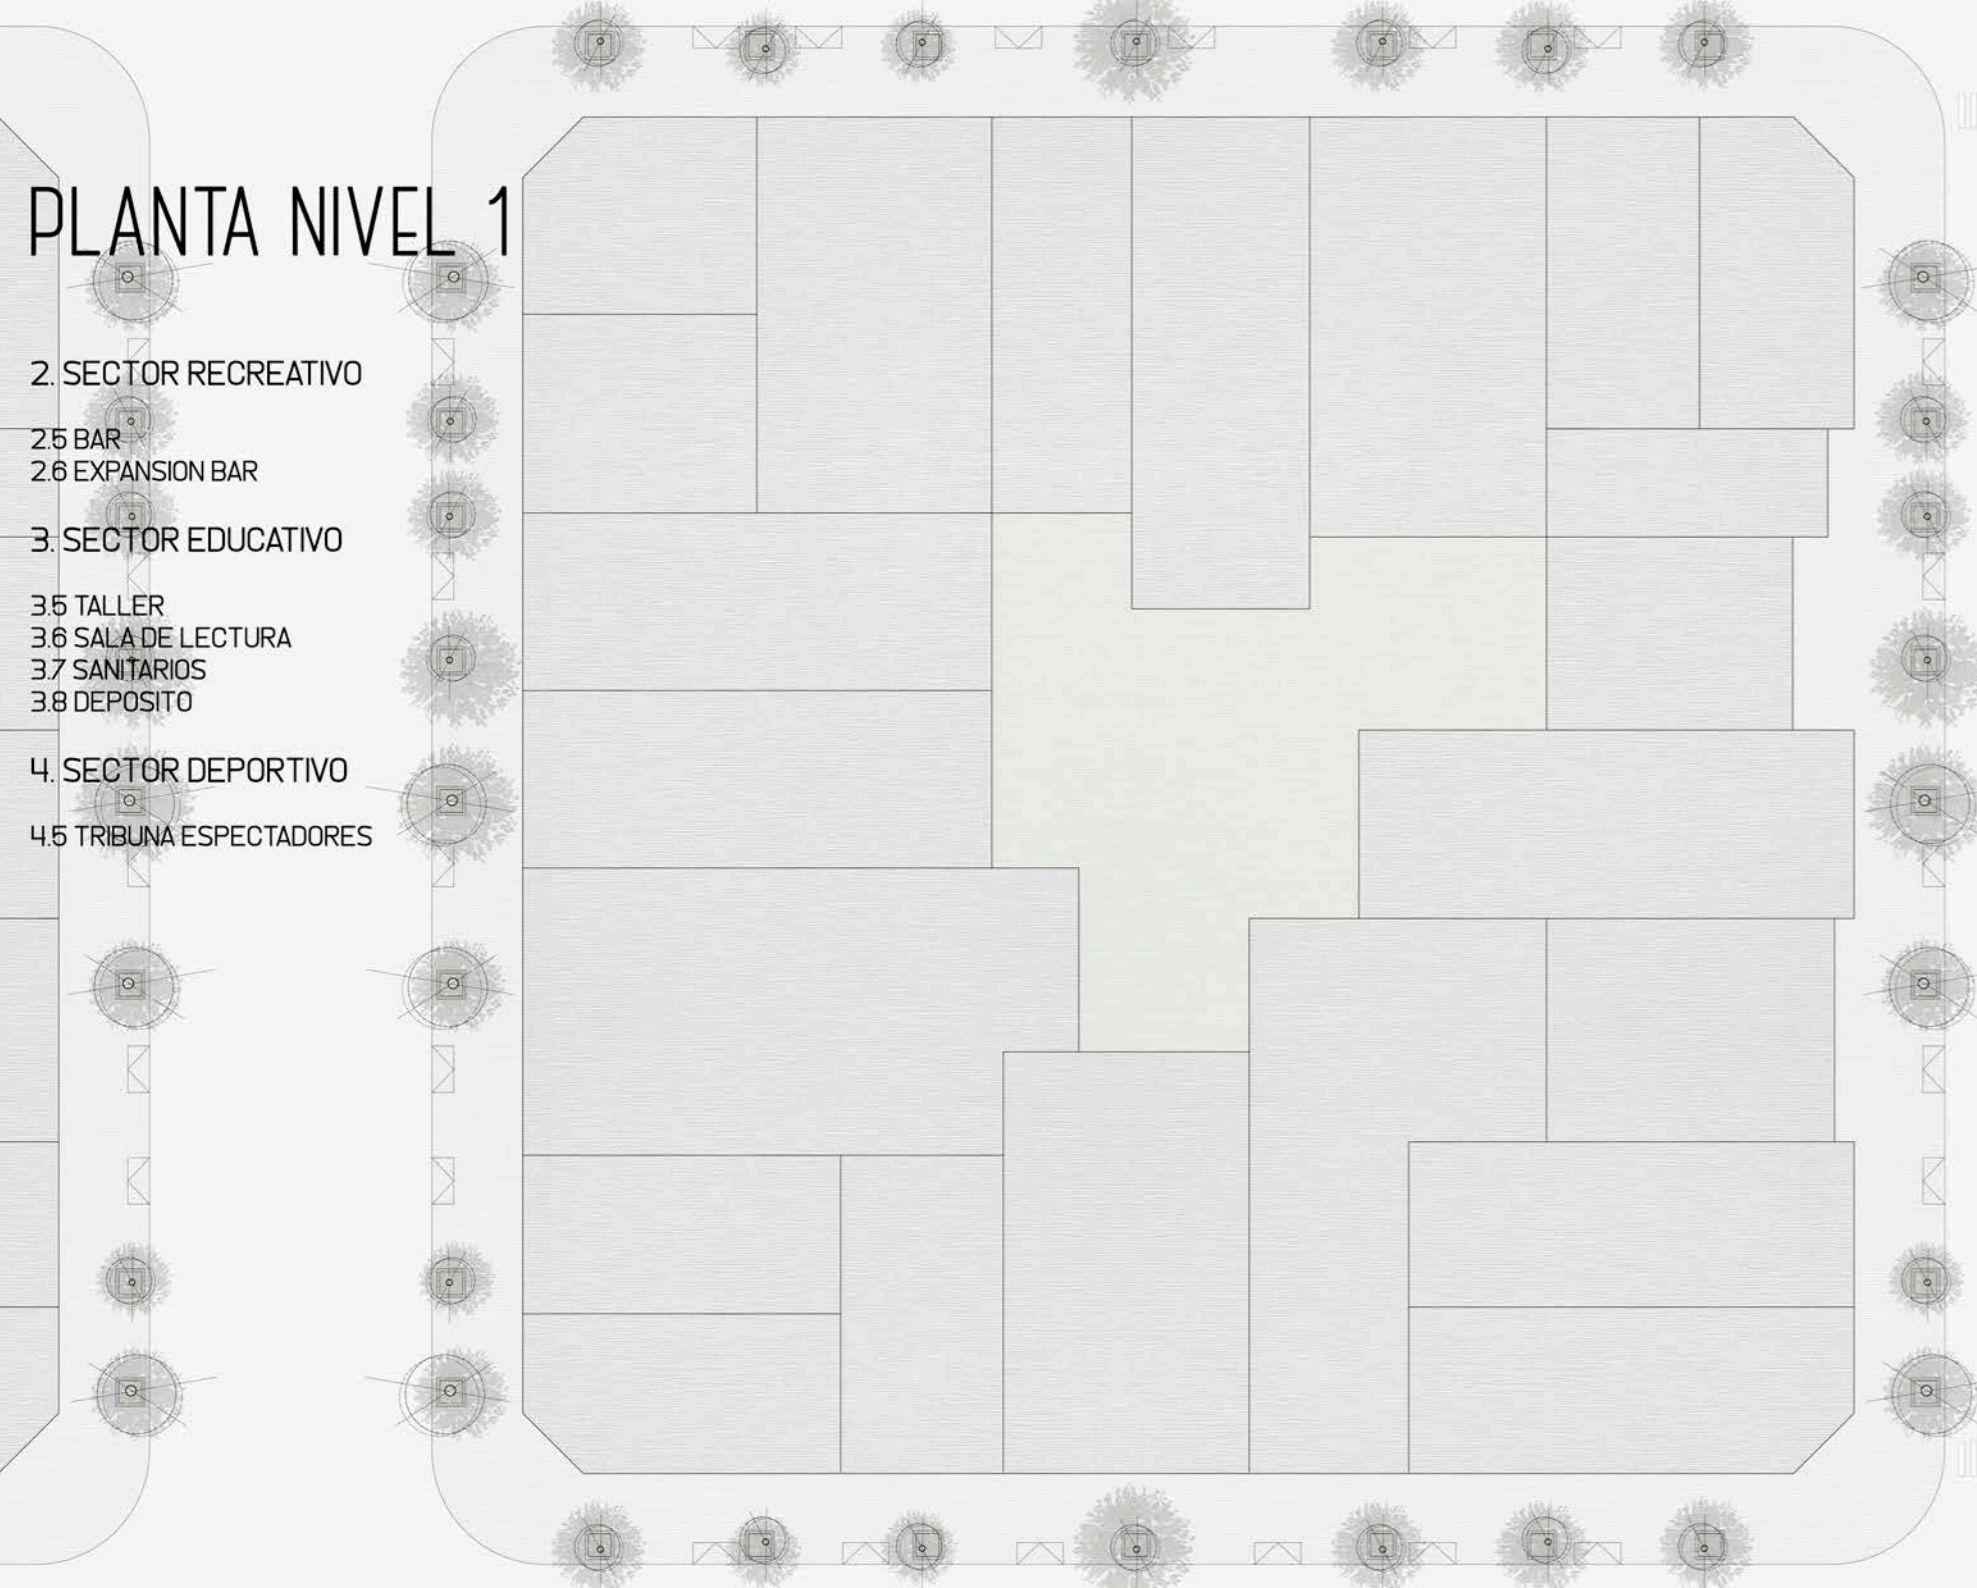 PLANTA NIVEL 1
2. SECTOR RECREATIVO
2.5 BAR
2.6 EXPANSION BAR
3. SECTOR EDUCATIVO
3.5 TALLER
3.6 SALA DE LECTURA
3.7 SANITARIOS
3.8 DEPOSITO
4. SECTOR DEPORTIVO
4.5 TRIBUNA ESPECTADORES